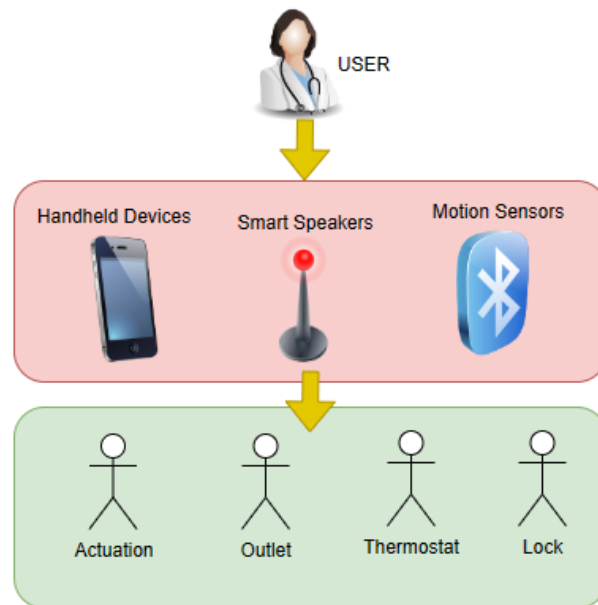 USER
Handheld Devices
Smart Speakers
Motion Sensors
Actuation
Outlet
Thermostat
Lock